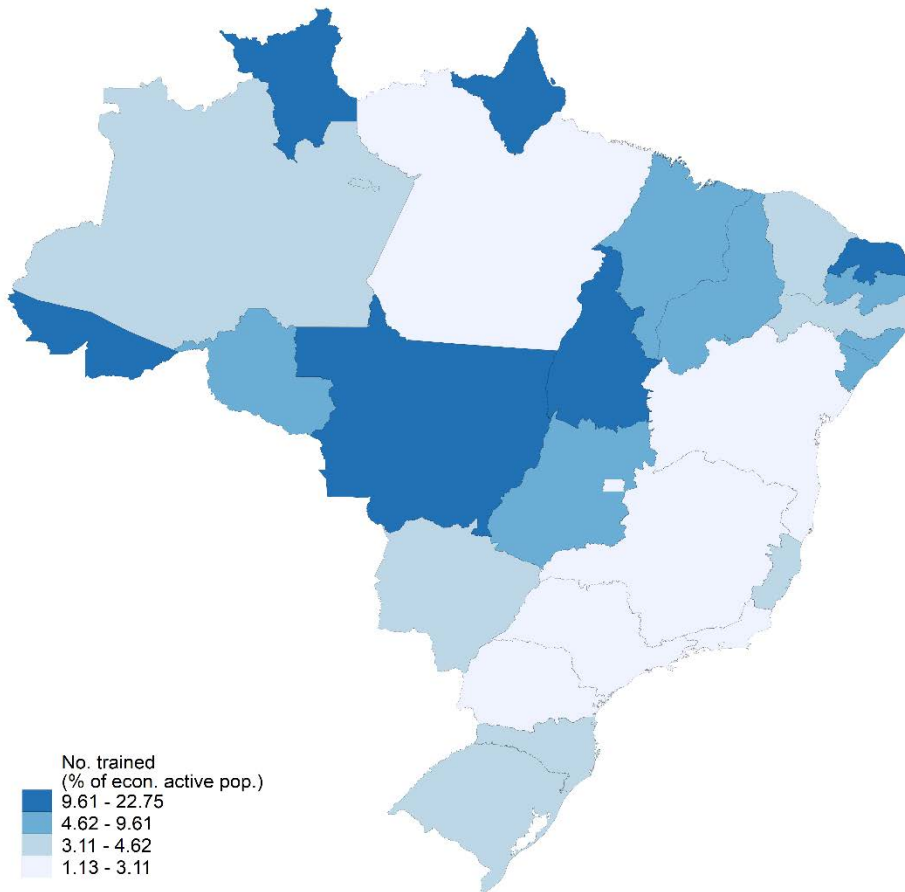 No. trained
(% of econ. active pop.)
9.61 - 22.75
4.62 - 9.61
3.11 - 4.62
1.13 - 3.11